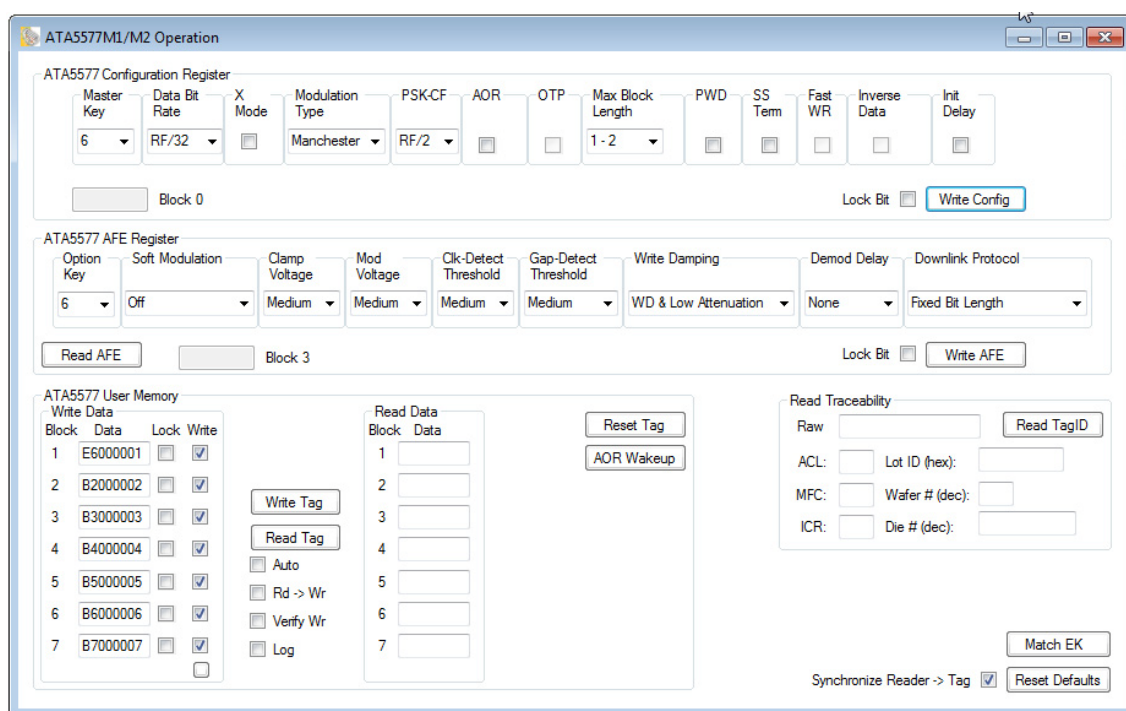 ATA5577M1/M2 Operation
ATA5577 Configuration Register
Master Key
Data Bit Rate
X Mode
Modulation Type
PSK-CF
AOR
OTP
Max Block Length
PWD
SS Term
Fast WR
Inverse Data
Init Delay
6 RF/32 Manchester RF/2 1 - 2
Block 0 Lock Bit Write Config
ATA5577 AFE Register
Option Key
Soft Modulation
Clamp Voltage
Mod Voltage
Clk-Detect Threshold
Gap-Detect Threshold
Write Damping
Demod Delay
Downlink Protocol
6 Off Medium Medium Medium Medium WD & Low Attenuation None Fixed Bit Length
Read AFE Block 3 Lock Bit Write AFE
ATA5577 User Memory
Write Data
Block Data Lock Write
1 E6000001
2 B2000002
3 B3000003
4 B4000004
5 B5000005
6 B6000006
7 B7000007
Write Tag
Read Tag
Auto
Rd -> Wr
Verify Wr
Log
Read Data
Block Data
1
2
3
4
5
6
7
Reset Tag
AOR Wakeup
Read Traceability
Raw Read TagID
ACL: Lot ID (hex):
MFC: Wafer # (dec):
ICR: Die # (dec):
Match EK
Synchronize Reader -> Tag Reset Defaults